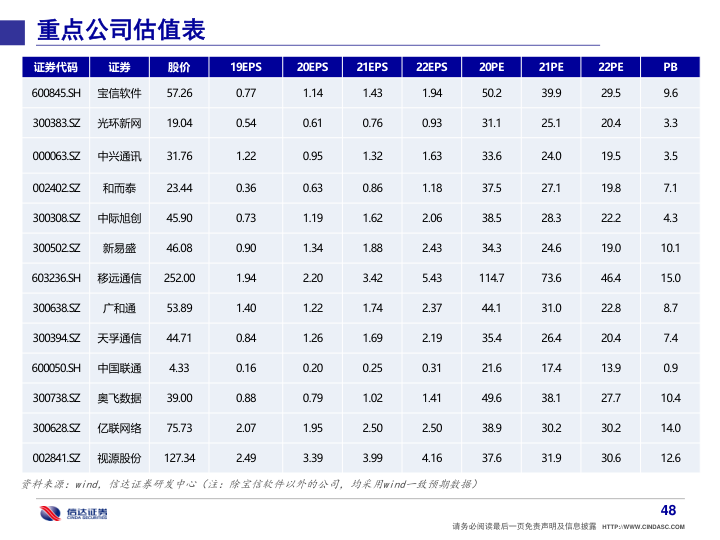 重点公司估值表
证券代码 证券 股价 19EPS 20EPS 21EPS 22EPS 20PE 21PE 22PE PB
600845.SH 宝信软件 57.26 0.77 1.14 1.43 1.94 50.2 39.9 29.5 9.6
300383.SZ 光环新网 19.04 0.54 0.61 0.76 0.93 31.1 25.1 20.4 3.3
000063.SZ 中兴通讯 31.76 1.22 0.95 1.32 1.63 33.6 24.0 19.5 3.5
002402.SZ 和而泰 23.44 0.36 0.63 0.86 1.18 37.5 27.1 19.8 7.1
300308.SZ 中际旭创 45.90 0.73 1.19 1.62 2.06 38.5 28.3 22.2 4.3
300502.SZ 新易盛 46.08 0.90 1.34 1.88 2.43 34.3 24.6 19.0 10.1
603236.SH 移远通信 252.00 1.94 2.20 3.42 5.43 114.7 73.6 46.4 15.0
300638.SZ 广和通 53.89 1.40 1.22 1.74 2.37 44.1 31.0 22.8 8.7
300394.SZ 天孚通信 44.71 0.84 1.26 1.69 2.19 35.4 26.4 20.4 7.4
600050.SH 中国联通 4.33 0.16 0.20 0.25 0.31 21.6 17.4 13.9 0.9
300738.SZ 奥飞数据 39.00 0.88 0.79 1.02 1.41 49.6 38.1 27.7 10.4
300628.SZ 亿联网络 75.73 2.07 1.95 2.50 2.50 38.9 30.2 30.2 14.0
002841.SZ 视源股份 127.34 2.49 3.39 3.99 4.16 37.6 31.9 30.6 12.6
资料来源：wind，信达证券研发中心（注：除宝信软件以外的公司，均采用wind一致预期数据）
信达证券
CINDA SECURITIES
48
请务必阅读最后一页免责声明及信息披露 HTTP://WWW.CINDASC.COM